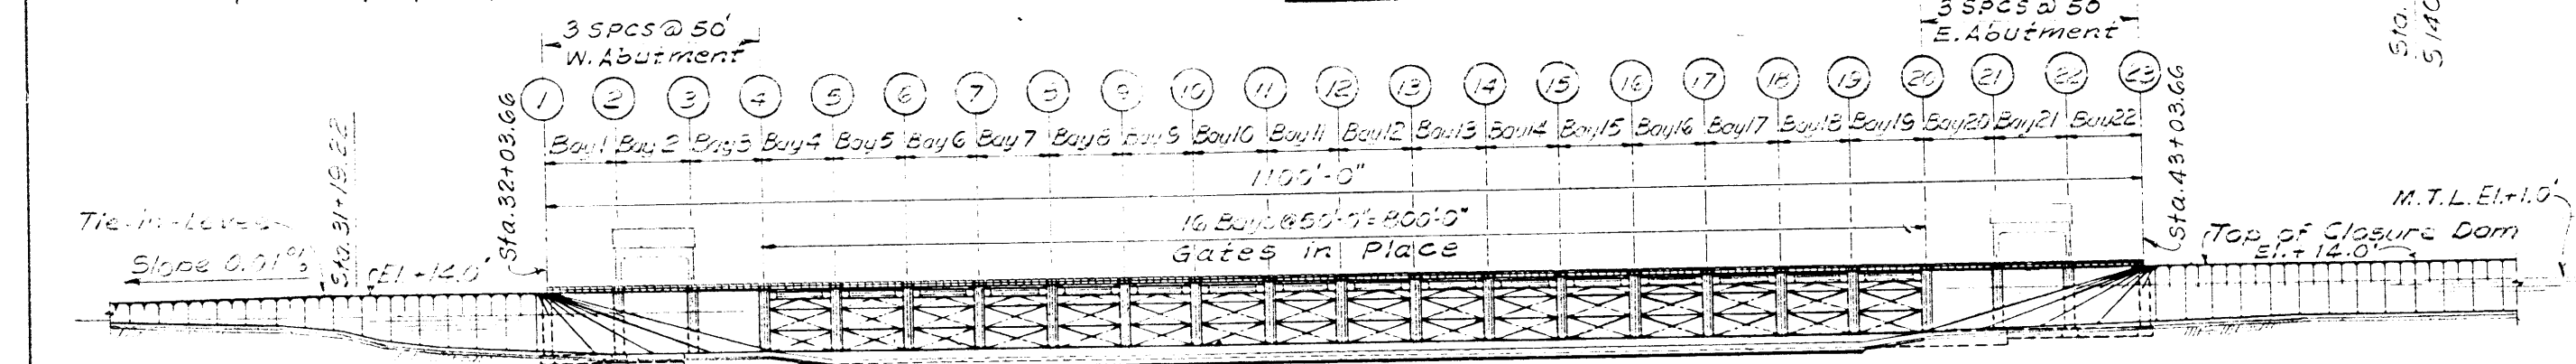 3 SPCS @ 50'
W. Abutment
3 SPCS @ 50
E. Abutment
Sta.
1 2 3 4 5 6 7 8 9 10 11 12 13 14 15 16 17 18 19 20 21 22 23
Bay 1 Bay 2 Bay 3 Bay 4 Bay 5 Bay 6 Bay 7 Bay 8 Bay 9 Bay 10 Bay 11 Bay 12 Bay 13 Bay 14 Bay 15 Bay 16 Bay 17 Bay 18 Bay 19 Bay 20 Bay 21 Bay 22
1100'-0"
16 Bays @ 50'-0"= 800'-0"
Gates in Place
Sta. 31+19.22
Sta. 32+03.66
Sta. 43+03.66
Tie-in-Levee
Slope 0.01%
El. +14.0'
M.T.L. El.+1.0'
Top of Closure Dam
El.+ 14.0'